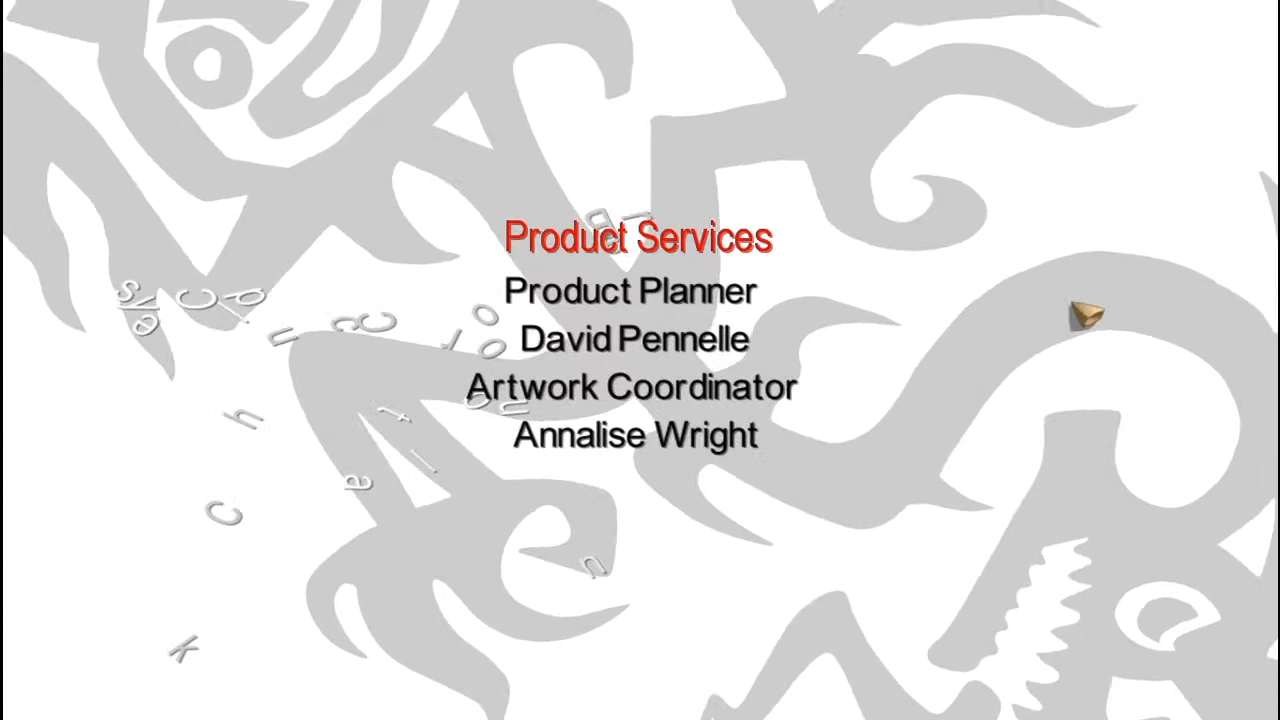 Product Services
Product Planner
David Pennelle
Artwork Coordinator
Annalise Wright